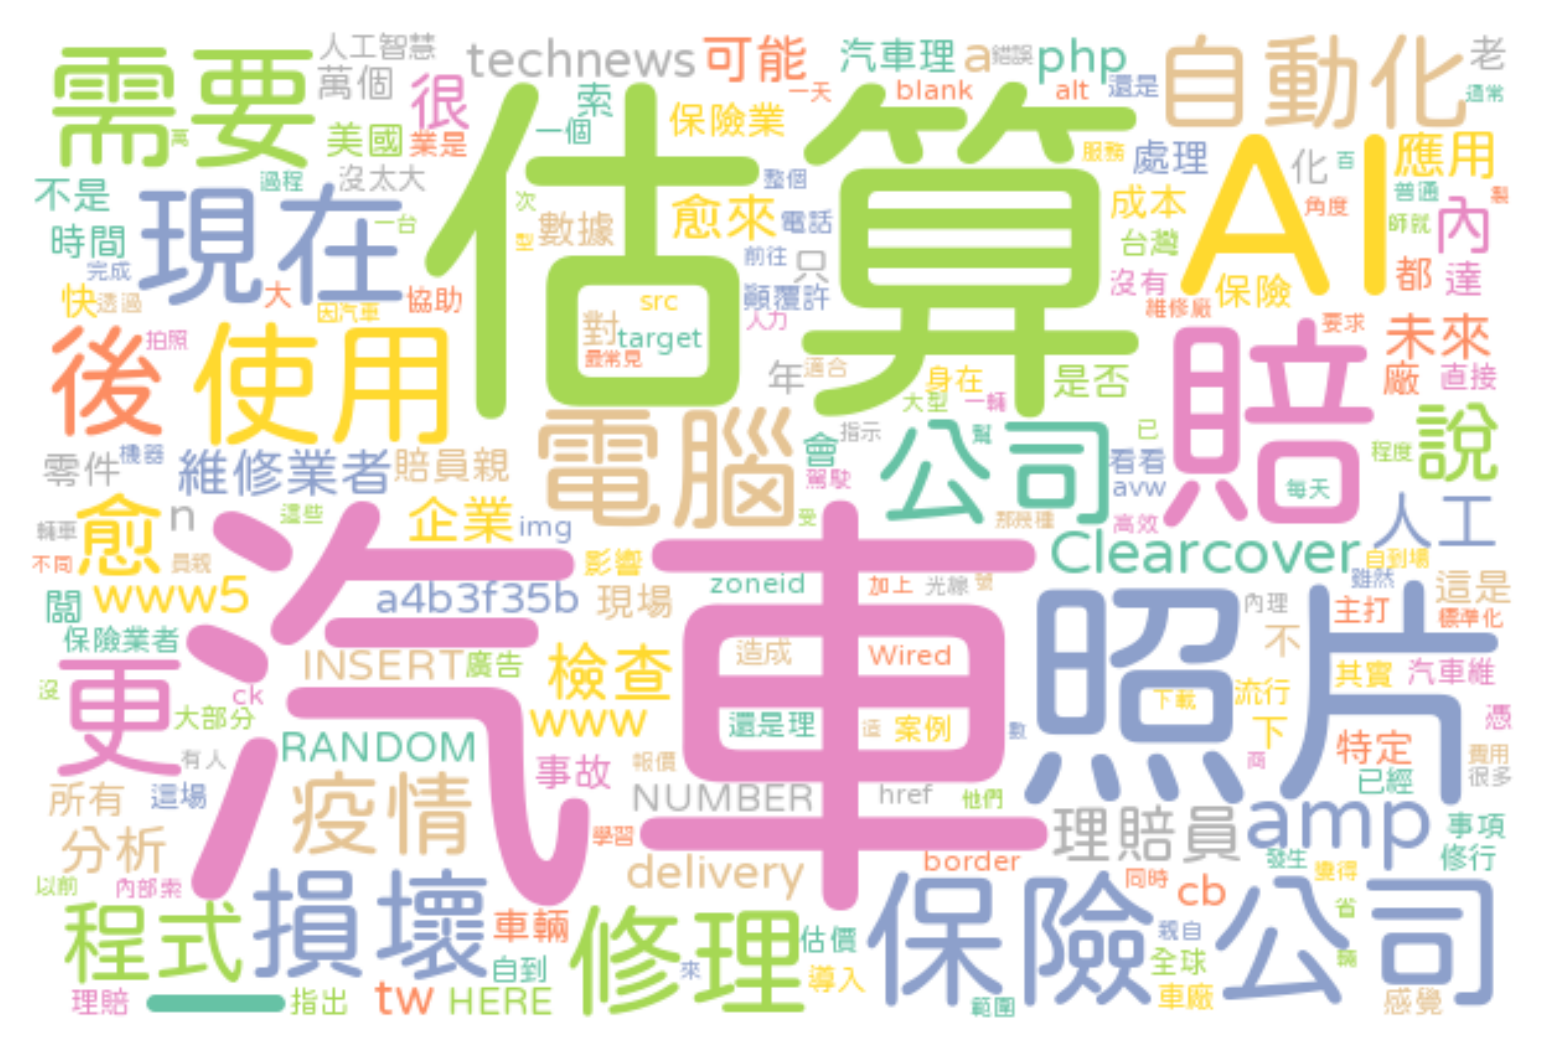 人工智慧 technews 可能 汽車理 a 錯誤 php 自動化 老
需要 萬個 很 索 一天 blank alt 還是 通常
萬 美國 業是 一個 保險業 估算 服務 處理 AI 化 百 應用
不是 過程 沒太大 整個 成本 角度 普通 製
時間 現在 一台 次 型 數據 愈來 電話 台灣 師就 內
完成 前往 只 沒有 保險 都 達
快 透過 大 因汽車 協助 src 顛覆許 維修廠
拍照 對 target 人力 要求 未來
後 使用 最常見 年 適合 身在 是否 賠 廠 直接
電腦 大型 一輛 說
零件 機器 維修業者 賠員親 會 指示 公司 幫 已 看看 程度
駕駛 avw 每天
愈 n 這些 企業 img 受 那幾種 高效 人工
輛車 汽車 Clearcover 自到場
不同 員親 影響 zoneid 加上 光線 號 雖然 這是
闆 www5 a4b3f35b 現場 照片 內理 主打 標準化
保險業者 INSERT 廣告 檢查 造成 Wired 不 其實 汽車維
沒 更 ck 下載 流行
大部分 www 還是理 造 案例 數 下 憑
有人 RANDOM 事故 報價 商 特定 費用
所有 這場 疫情 NUMBER href 他們 已經 很多
分析 學習 理賠員 amp 事項
以前 內部索 delivery border 發生 變得 修行
程式 損壞 車輛 修理 估價 保險公司 同時 cb 省
自到 來 導入 親自 全球 輛
理賠 一 指出 tw HERE 範圍 車廠 感覺